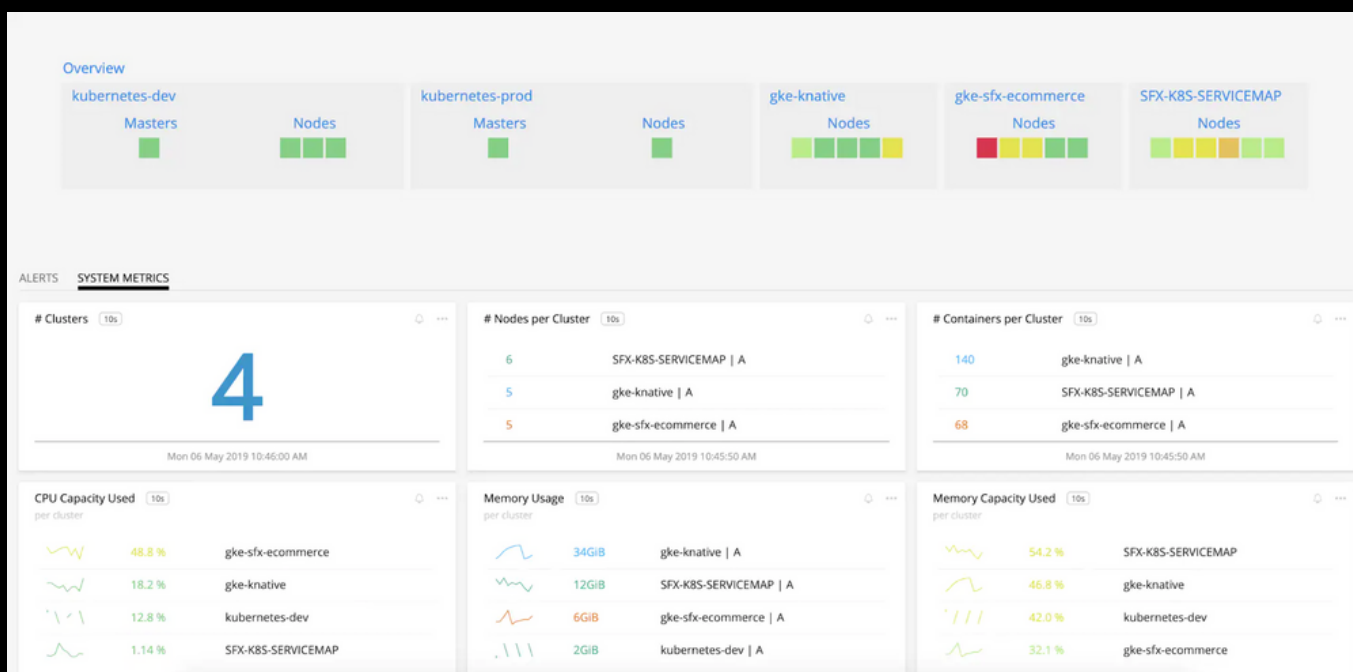 Overview
kubernetes-dev
Masters Nodes
kubernetes-prod
Masters Nodes
gke-knative
Nodes
gke-sfx-ecommerce
Nodes
SFX-K8S-SERVICEMAP
Nodes
ALERTS SYSTEM METRICS
# Clusters 10s
4
Mon 06 May 2019 10:46:00 AM
# Nodes per Cluster 10s
6 SFX-K8S-SERVICEMAP | A
5 gke-knative | A
5 gke-sfx-ecommerce | A
Mon 06 May 2019 10:45:50 AM
# Containers per Cluster 10s
140 gke-knative | A
70 SFX-K8S-SERVICEMAP | A
68 gke-sfx-ecommerce | A
Mon 06 May 2019 10:45:50 AM
CPU Capacity Used 10s
per cluster
48.8 % gke-sfx-ecommerce
18.2 % gke-knative
12.8 % kubernetes-dev
1.14 % SFX-K8S-SERVICEMAP
Memory Usage 10s
per cluster
34GiB gke-knative | A
12GiB SFX-K8S-SERVICEMAP | A
6GiB gke-sfx-ecommerce | A
2GiB kubernetes-dev | A
Memory Capacity Used 10s
per cluster
54.2 % SFX-K8S-SERVICEMAP
46.8 % gke-knative
42.0 % kubernetes-dev
32.1 % gke-sfx-ecommerce